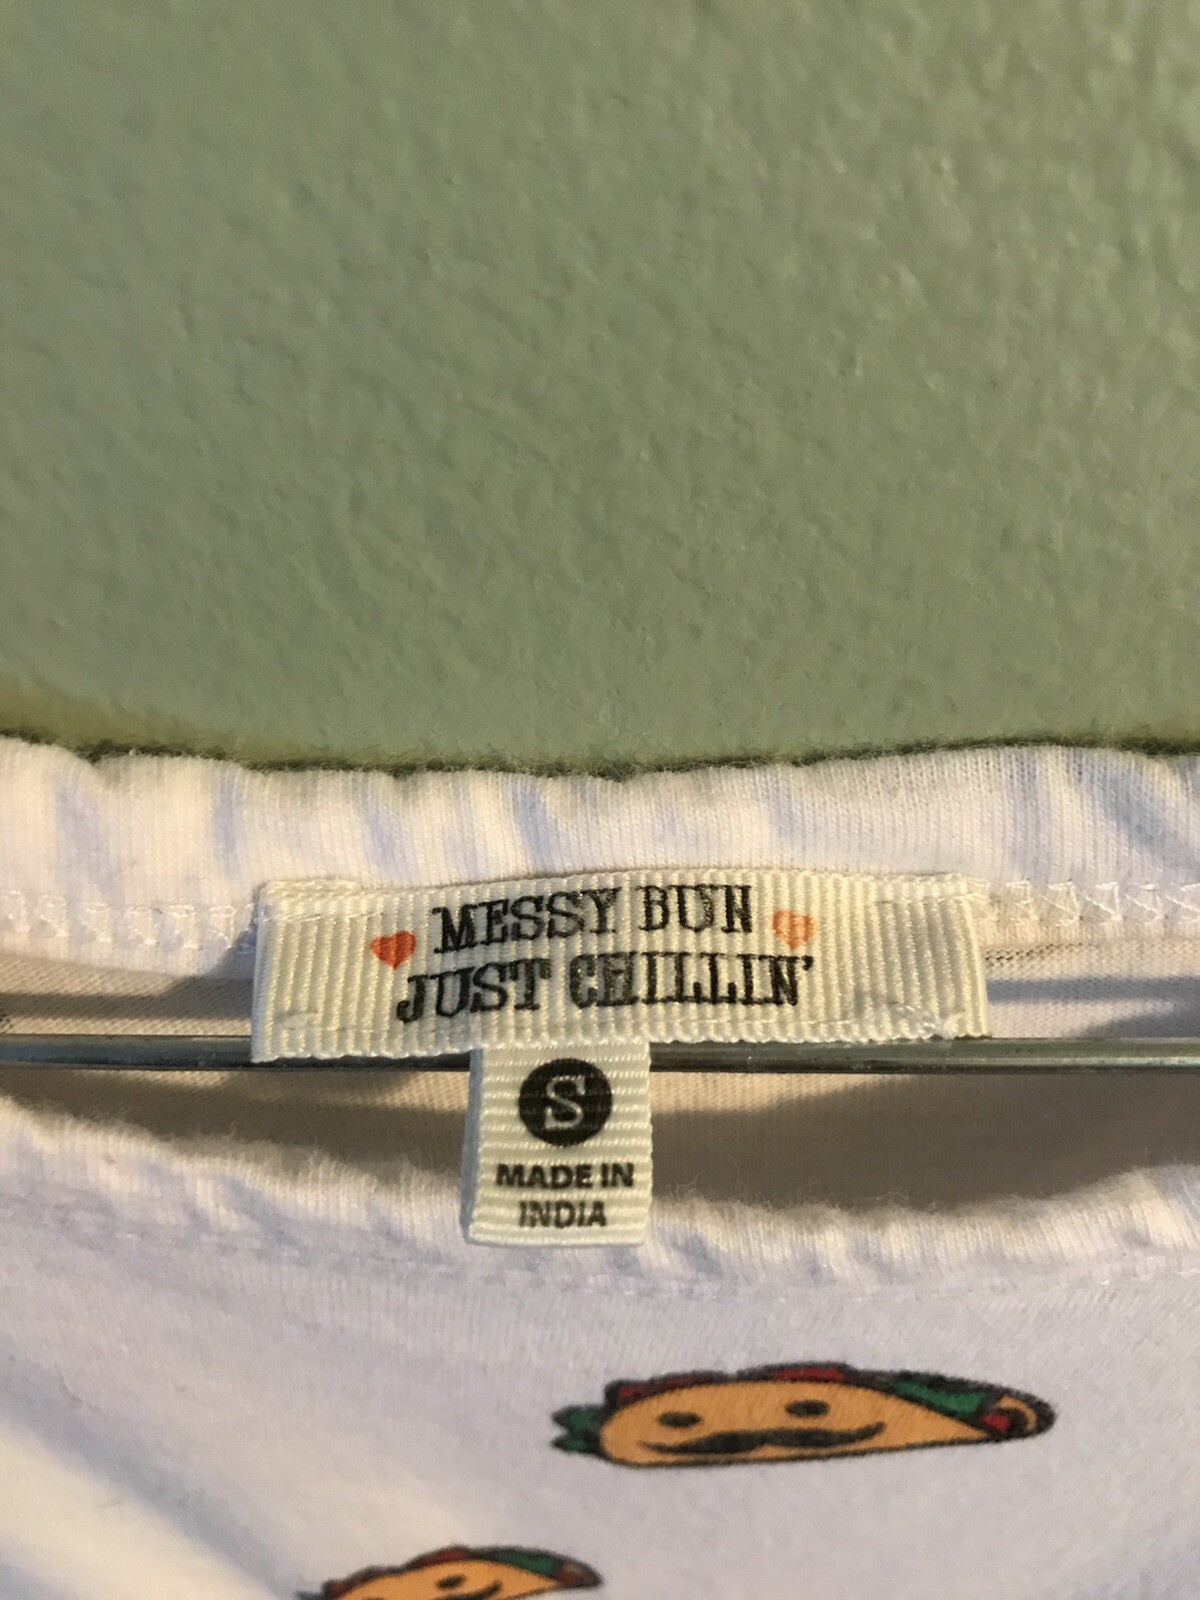 MESSY BUN
JUST CHILLIN'
S
MADE IN
INDIA